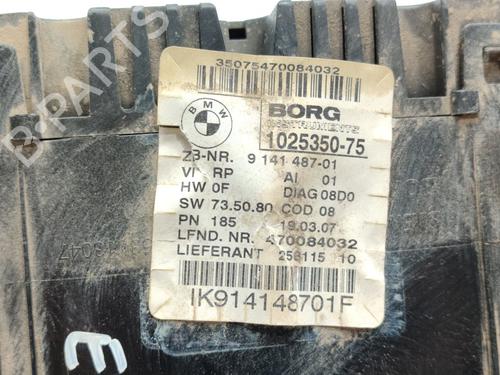 35075470084032
BMW
BORG
INSTRUMENTS
1025350-75
ZB-NR. 9 141 487-01
VI RP AI 01
HW 0F DIAG 08D0
SW 73.50.80 COD 08
PN 185 19.03.07
LFND. NR. 470084032
LIEFERANT 256115 10
IK914148701F
B-PARTS
3